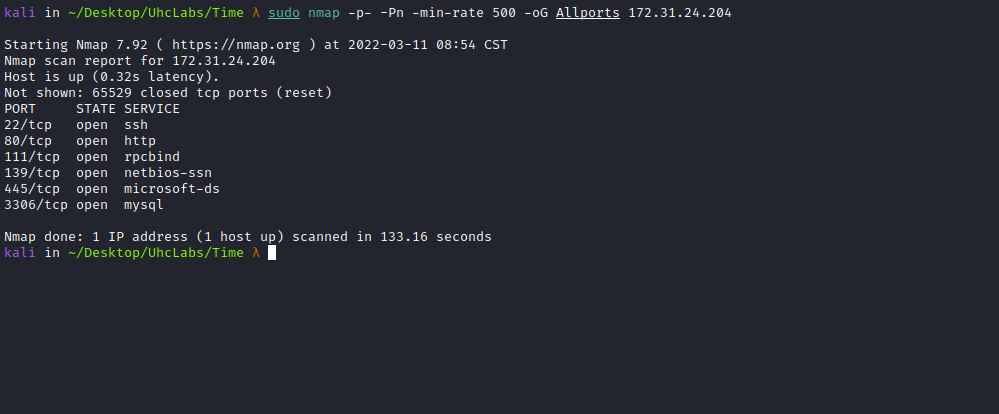 kali in ~/Desktop/UhcLabs/Time λ sudo nmap -p- -Pn -min-rate 500 -oG Allports 172.31.24.204
Starting Nmap 7.92 ( https://nmap.org ) at 2022-03-11 08:54 CST
Nmap scan report for 172.31.24.204
Host is up (0.32s latency).
Not shown: 65529 closed tcp ports (reset)
PORT     STATE SERVICE
22/tcp   open  ssh
80/tcp   open  http
111/tcp  open  rpcbind
139/tcp  open  netbios-ssn
445/tcp  open  microsoft-ds
3306/tcp open  mysql
Nmap done: 1 IP address (1 host up) scanned in 133.16 seconds
kali in ~/Desktop/UhcLabs/Time λ